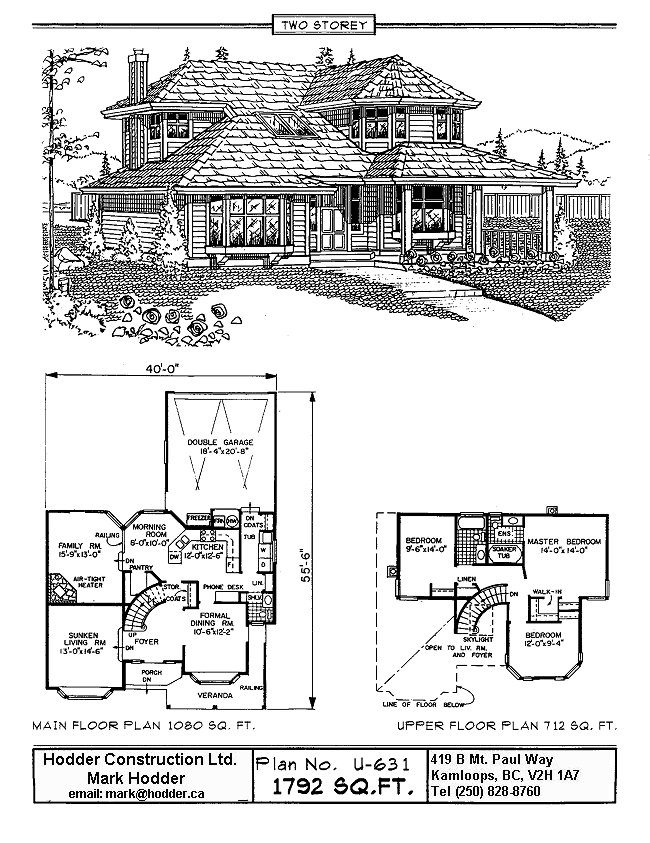 TWO STOREY
40'-0"
DOUBLE GARAGE
18'-4"x20'-8"
55'-6"
FREEZER
FRN
HW
DN
COATS
MORNING
ROOM
8'-0"x10'-0"
RAILING
FAMILY RM.
15'-9"x13'-0"
DN
PANTRY
DW
KITCHEN
12'-0"x12'-6"
TUB
W
D
AIR-TIGHT
HEATER
STOR.
COATS
PHONE DESK
LIN.
SHLV.
SUNKEN
LIVING RM
13'-0"x14'-6"
UP
DN
FOYER
FORMAL
DINING RM.
10'-6"x12'-2"
PORCH
DN
VERANDA
RAILING
BEDROOM
9'-6"x14'-0"
ENS.
SOAKER
TUB
MASTER BEDROOM
14'-0"x14'-0"
LINEN
DN
WALK-IN
SKYLIGHT
OPEN TO LIV. RM.
AND FOYER
BEDROOM
12'-0"x9'-4"
LINE OF FLOOR BELOW
MAIN FLOOR PLAN 1080 SQ. FT.
UPPER FLOOR PLAN 712 SQ. FT.
Hodder Construction Ltd.
Mark Hodder
email: mark@hodder.ca
Plan No. U-631
1792 SQ.FT.
419 B Mt. Paul Way
Kamloops, BC, V2H 1A7
Tel (250) 828-8760